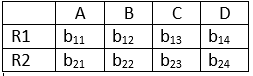 A B C D
R1 b₁₁ b₁₂ b₁₃ b₁₄
R2 b₂₁ b₂₂ b₂₃ b₂₄